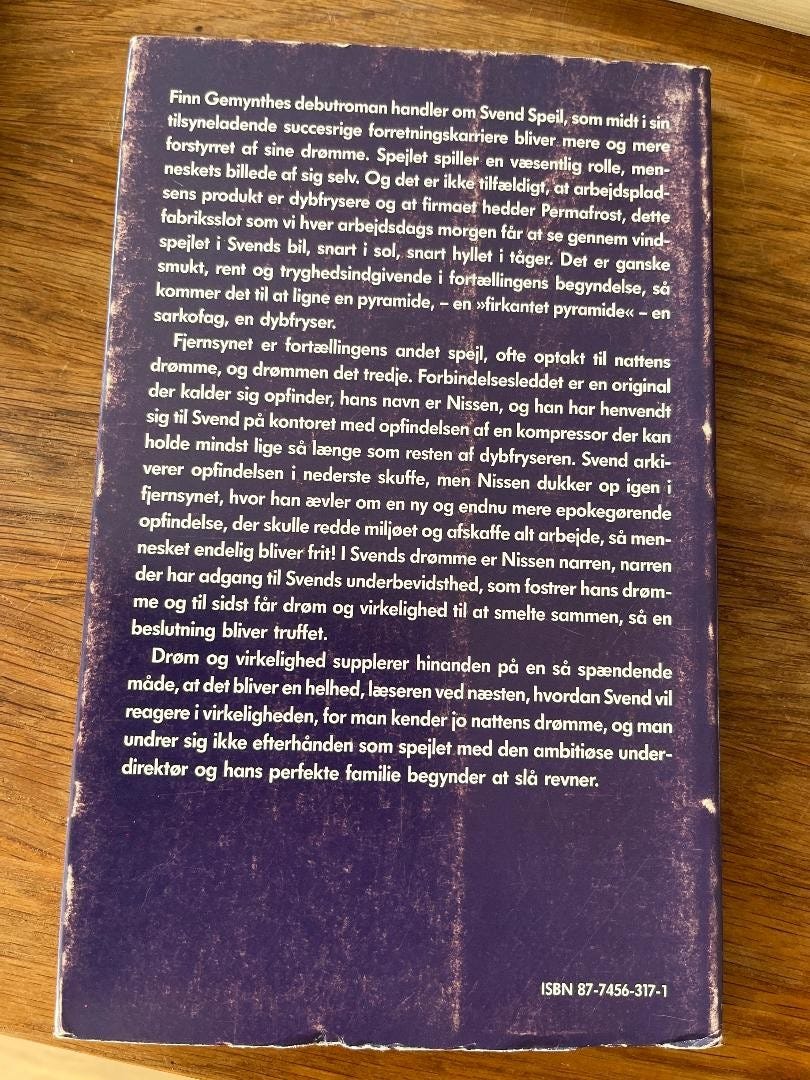 Finn Gemynthes debutroman handler om Svend Speil, som midt i sin
tilsyneladende succesrige forretningskarriere bliver mere og mere
forstyrret af sine drømme. Spejlet spiller en væsentlig rolle, men-
neskets billede af sig selv. Og det er ikke tilfældigt, at arbejdsplad-
sens produkt er dybfrysere og at firmaet hedder Permafrost, dette
fabriksslot som vi hver arbejdsdags morgen får at se gennem vind-
spejlet i Svends bil, snart i sol, snart hyllet i tåger. Det er ganske
smukt, rent og tryghedsindgivende i fortællingens begyndelse, så
kommer det til at ligne en pyramide, – en »firkantet pyramide« – en
sarkofag, en dybfryser.
Fjernsynet er fortællingens andet spejl, ofte optakt til nattens
drømme, og drømmen det tredje. Forbindelsesleddet er en original
der kalder sig opfinder, hans navn er Nissen, og han har henvendt
sig til Svend på kontoret med opfindelsen af en kompressor der kan
holde mindst lige så længe som resten af dybfryseren. Svend arki-
verer opfindelsen i nederste skuffe, men Nissen dukker op igen i
fjernsynet, hvor han ævler om en ny og endnu mere epokegørende
opfindelse, der skulle redde miljøet og afskaffe alt arbejde, så men-
nesket endelig bliver frit! I Svends drømme er Nissen narren, narren
der har adgang til Svends underbevidsthed, som fostrer hans drøm-
me og til sidst får drøm og virkelighed til at smelte sammen, så en
beslutning bliver truffet.
Drøm og virkelighed supplerer hinanden på en så spændende
måde, at det bliver en helhed, læseren ved næsten, hvordan Svend vil
reagere i virkeligheden, for man kender jo nattens drømme, og man
undrer sig ikke efterhånden som spejlet med den ambitiøse under-
direktør og hans perfekte familie begynder at slå revner.
ISBN 87-7456-317-1